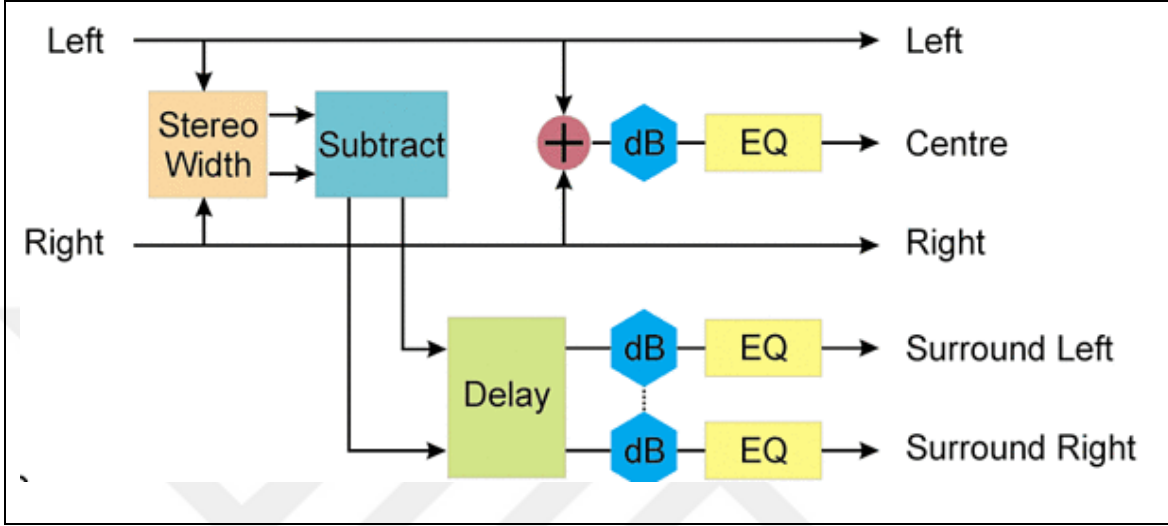 Left
Left
Stereo
Width
Subtract
+
dB
EQ
Centre
Right
Right
Delay
dB
EQ
Surround Left
dB
EQ
Surround Right